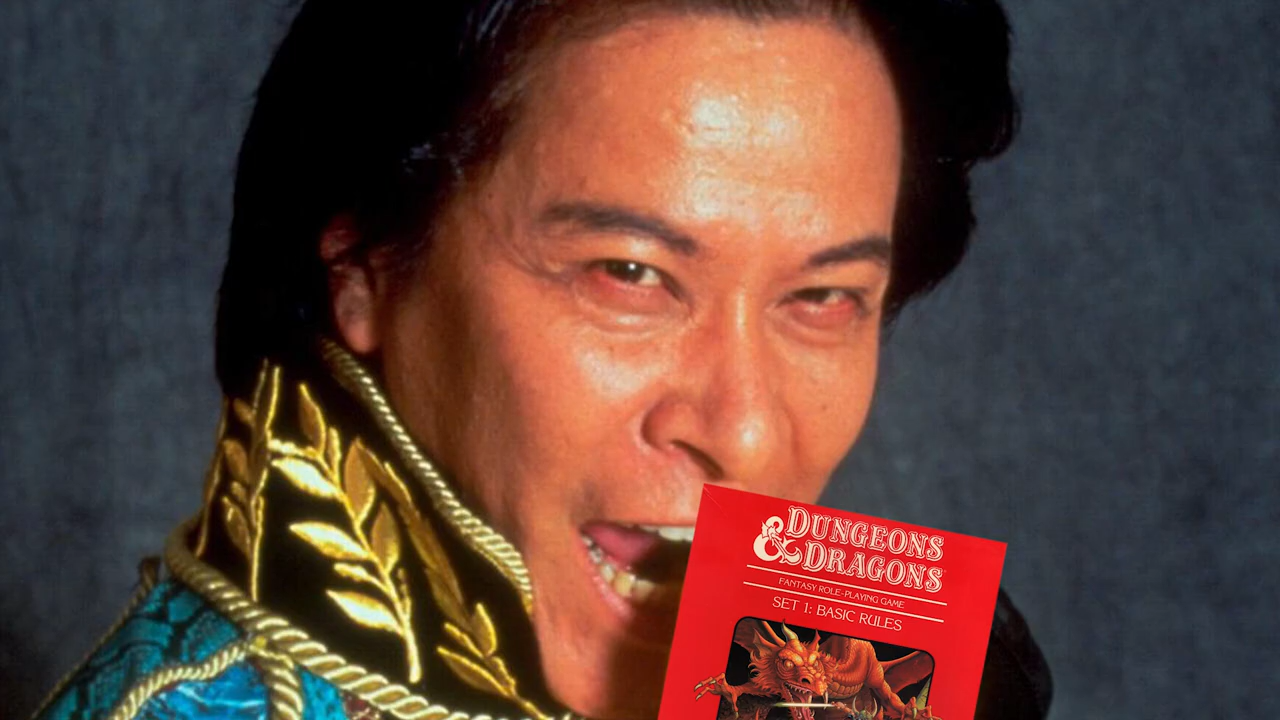 DUNGEONS
& DRAGONS
FANTASY ROLE-PLAYING GAME
SET 1: BASIC RULES